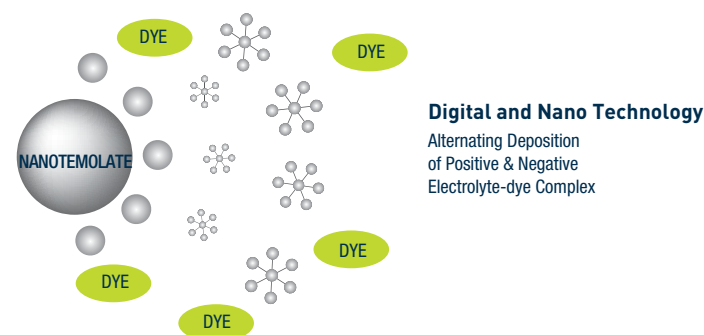 DYE
DYE
Digital and Nano Technology
Alternating Deposition
of Positive & Negative
Electrolyte-dye Complex
NANOTEMOLATE
DYE
DYE
DYE